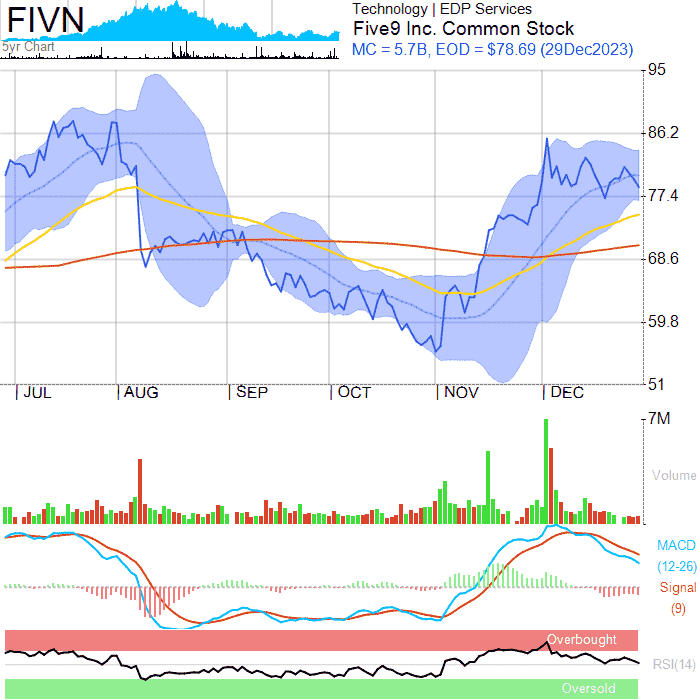 FIVN
5yr Chart
Technology | EDP Services
Five9 Inc. Common Stock
MC = 5.7B, EOD = $78.69 (29Dec2023)
95
86.2
77.4
68.6
59.8
51
JUL AUG SEP OCT NOV DEC
7M
Volume
MACD
(12-26)
Signal
(9)
Overbought
RSI(14)
Oversold